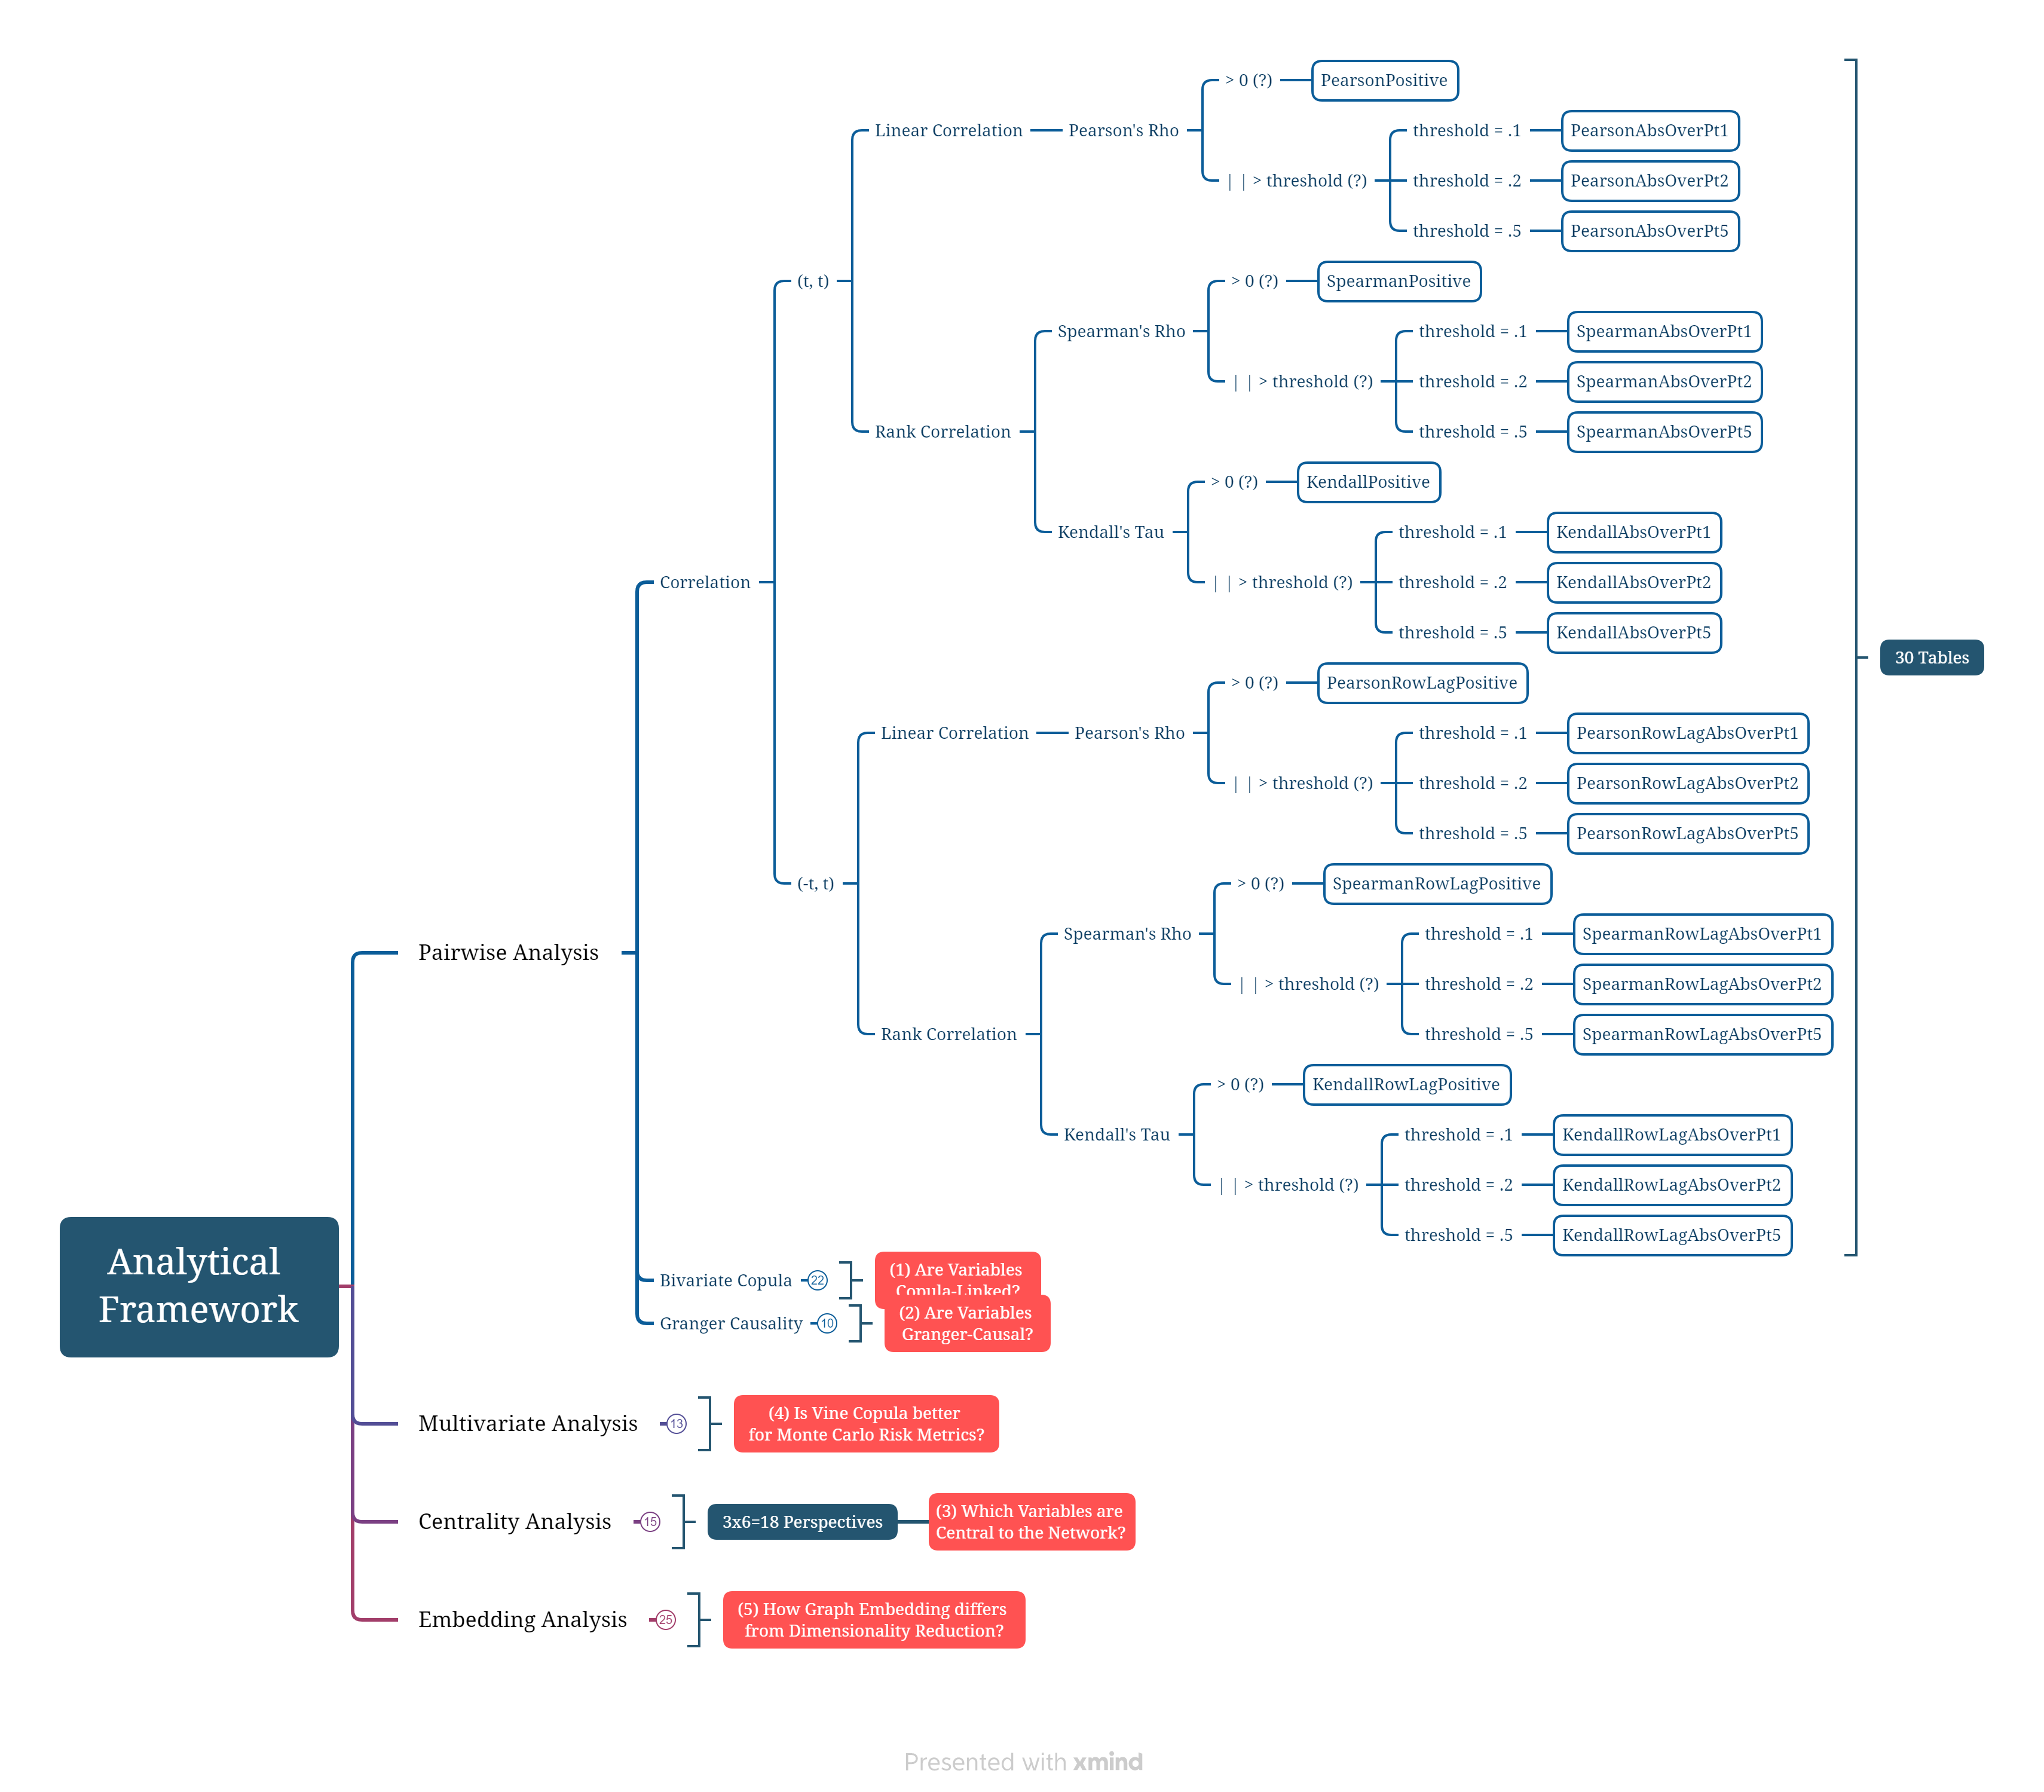 > 0 (?)
PearsonPositive
Linear Correlation
Pearson's Rho
threshold = .1
PearsonAbsOverPt1
| | > threshold (?)
threshold = .2
PearsonAbsOverPt2
threshold = .5
PearsonAbsOverPt5
(t, t)
> 0 (?)
SpearmanPositive
Spearman's Rho
threshold = .1
SpearmanAbsOverPt1
| | > threshold (?)
threshold = .2
SpearmanAbsOverPt2
Rank Correlation
threshold = .5
SpearmanAbsOverPt5
> 0 (?)
KendallPositive
Kendall's Tau
threshold = .1
KendallAbsOverPt1
Correlation
| | > threshold (?)
threshold = .2
KendallAbsOverPt2
threshold = .5
KendallAbsOverPt5
30 Tables
> 0 (?)
PearsonRowLagPositive
Linear Correlation
Pearson's Rho
threshold = .1
PearsonRowLagAbsOverPt1
| | > threshold (?)
threshold = .2
PearsonRowLagAbsOverPt2
threshold = .5
PearsonRowLagAbsOverPt5
(-t, t)
> 0 (?)
SpearmanRowLagPositive
Pairwise Analysis
Spearman's Rho
threshold = .1
SpearmanRowLagAbsOverPt1
| | > threshold (?)
threshold = .2
SpearmanRowLagAbsOverPt2
Rank Correlation
threshold = .5
SpearmanRowLagAbsOverPt5
> 0 (?)
KendallRowLagPositive
Kendall's Tau
threshold = .1
KendallRowLagAbsOverPt1
| | > threshold (?)
threshold = .2
KendallRowLagAbsOverPt2
threshold = .5
KendallRowLagAbsOverPt5
Analytical
Framework
Bivariate Copula
22
(1) Are Variables
Copula-Linked?
Granger Causality
10
(2) Are Variables
Granger-Causal?
Multivariate Analysis
13
(4) Is Vine Copula better
for Monte Carlo Risk Metrics?
Centrality Analysis
15
3x6=18 Perspectives
(3) Which Variables are
Central to the Network?
Embedding Analysis
25
(5) How Graph Embedding differs
from Dimensionality Reduction?
Presented with xmind